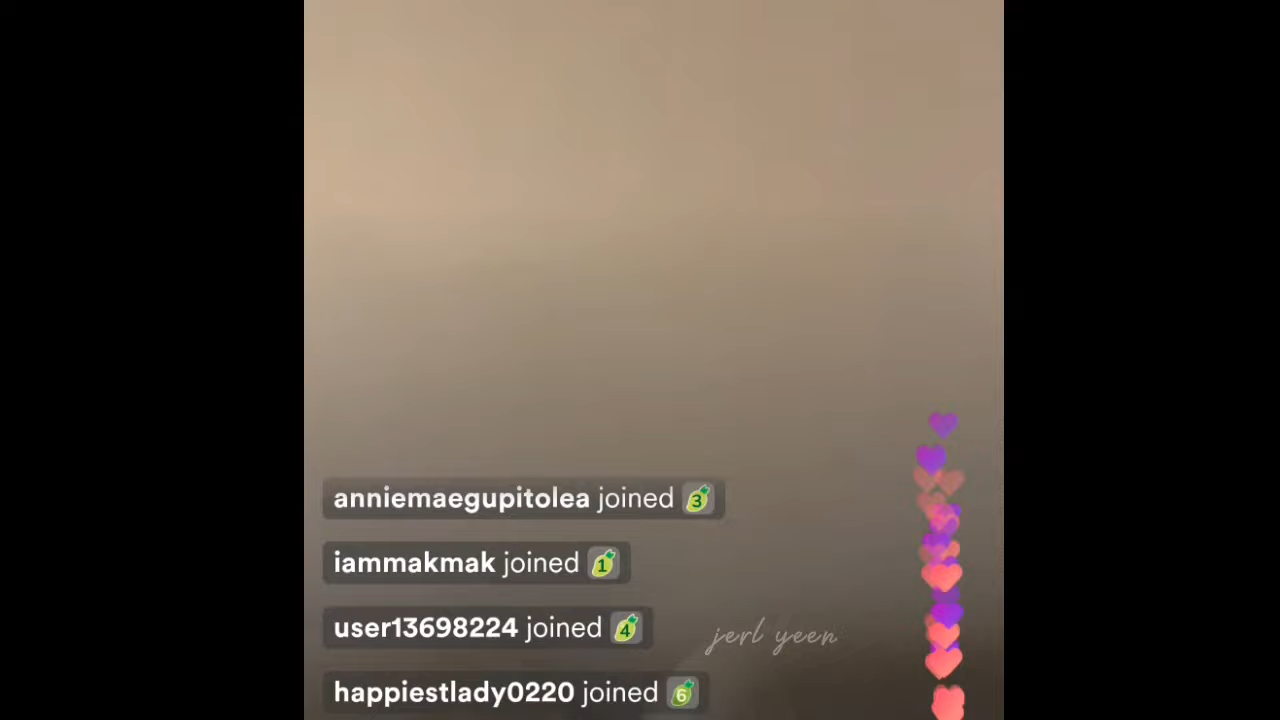 anniemaegupitolea joined 3
iammakmak joined 1
user13698224 joined 4
jerl yeen
happiestlady0220 joined 6